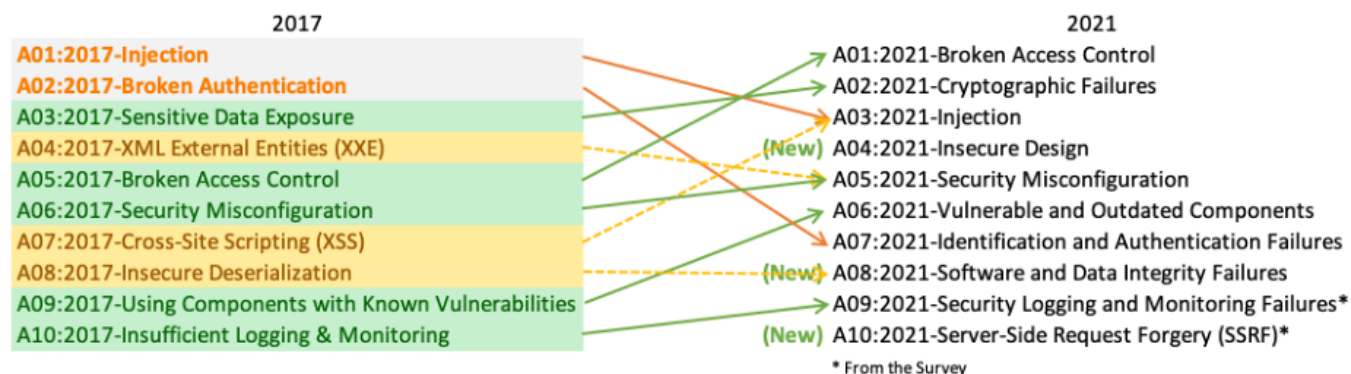 2017
A01:2017-Injection
A02:2017-Broken Authentication
A03:2017-Sensitive Data Exposure
A04:2017-XML External Entities (XXE)
A05:2017-Broken Access Control
A06:2017-Security Misconfiguration
A07:2017-Cross-Site Scripting (XSS)
A08:2017-Insecure Deserialization
A09:2017-Using Components with Known Vulnerabilities
A10:2017-Insufficient Logging & Monitoring
2021
A01:2021-Broken Access Control
A02:2021-Cryptographic Failures
A03:2021-Injection
(New) A04:2021-Insecure Design
A05:2021-Security Misconfiguration
A06:2021-Vulnerable and Outdated Components
A07:2021-Identification and Authentication Failures
(New) A08:2021-Software and Data Integrity Failures
A09:2021-Security Logging and Monitoring Failures*
(New) A10:2021-Server-Side Request Forgery (SSRF)*
* From the Survey